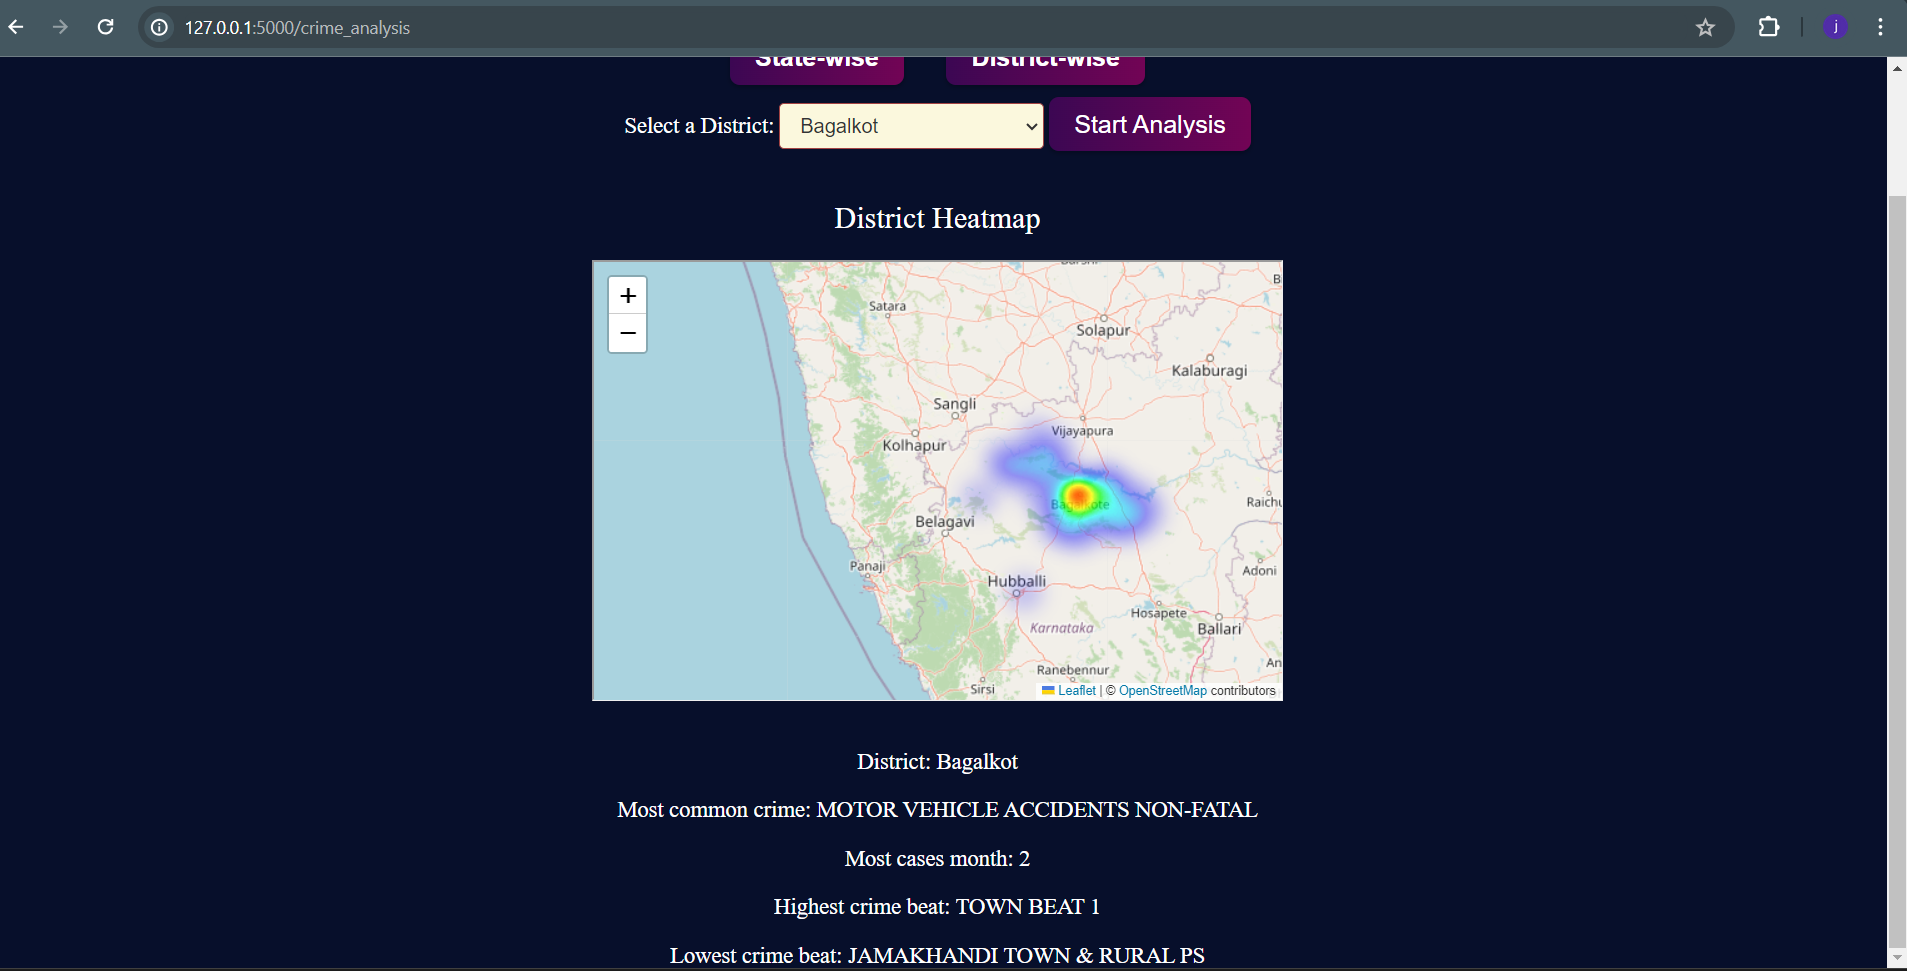 127.0.0.1:5000/crime_analysis
j
State-wise District-wise
Select a District: Bagalkot Start Analysis
District Heatmap
+
−
Satara
Solapur
Kalaburagi
Sangli
Kolhapur
Vijayapura
Bagalkote
Raichu
Belagavi
Panaji
Adoni
Hubballi
Hosapete
Ballari
Karnataka
An
Ranebennur
Sirsi
Leaflet | © OpenStreetMap contributors
District: Bagalkot
Most common crime: MOTOR VEHICLE ACCIDENTS NON-FATAL
Most cases month: 2
Highest crime beat: TOWN BEAT 1
Lowest crime beat: JAMAKHANDI TOWN & RURAL PS